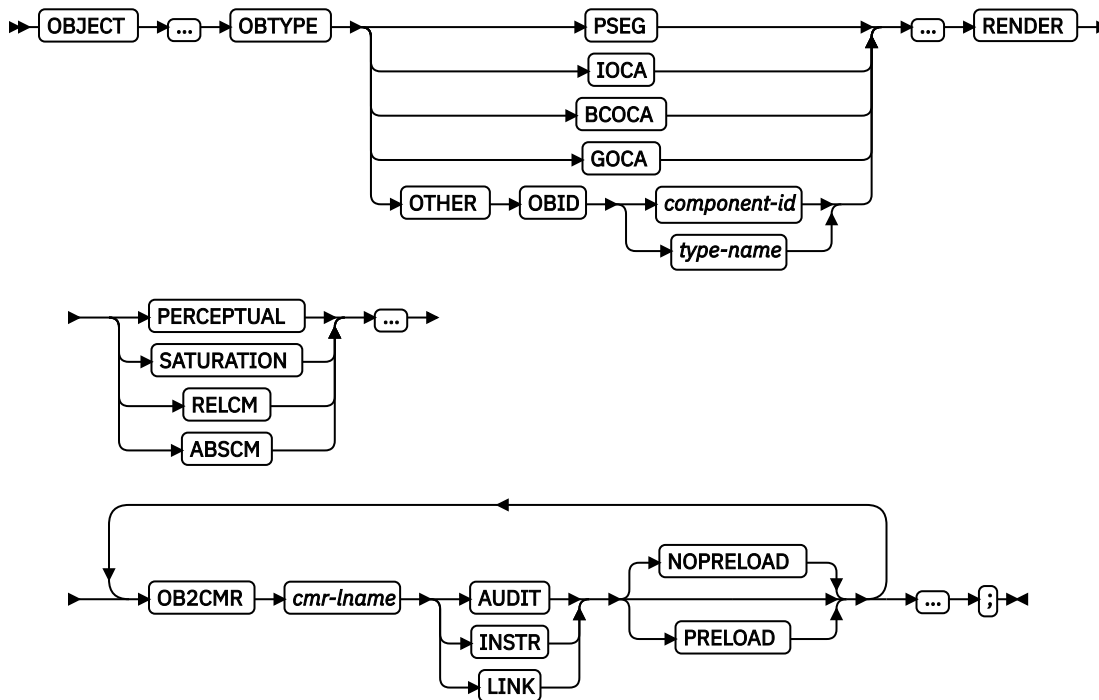 OBJECT ... OBTYPE PSEG ... RENDER
IOCA
BCOCA
GOCA
OTHER OBID component-id
type-name
PERCEPTUAL ...
SATURATION
RELCM
ABSCM
NOPRELOAD
OB2CMR cmr-lname AUDIT ... ;
INSTR PRELOAD
LINK